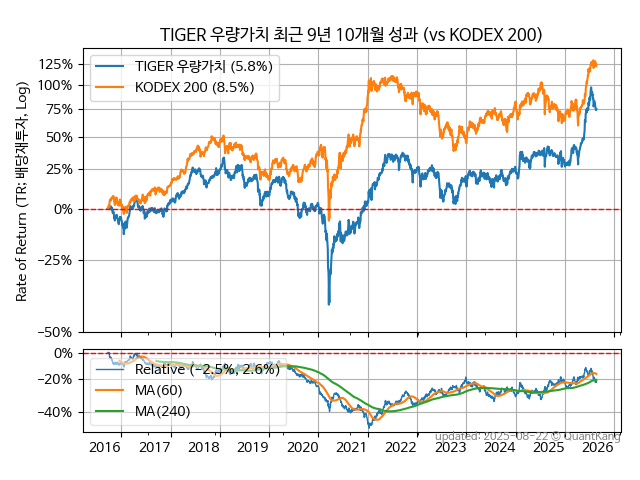 TIGER 우량가치 최근 9년 10개월 성과 (vs KODEX 200)
Rate of Return (TR: 배당재투자, Log)
125%
100%
75%
50%
25%
0%
−25%
−50%
TIGER 우량가치 (5.8%)
KODEX 200 (8.5%)
0%
−20%
−40%
Relative (−2.5%, 2.6%)
MA(60)
MA(240)
updated: 2025-08-22 © QuantKang
2016 2017 2018 2019 2020 2021 2022 2023 2024 2025 2026